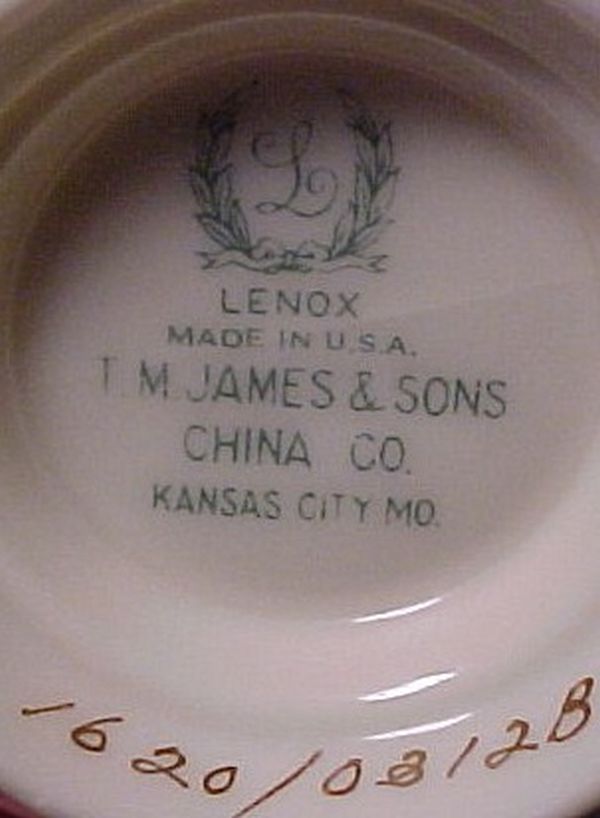 L
LENOX
MADE IN U.S.A.
T M JAMES & SONS
CHINA CO.
KANSAS CITY MO.
1620/0312B